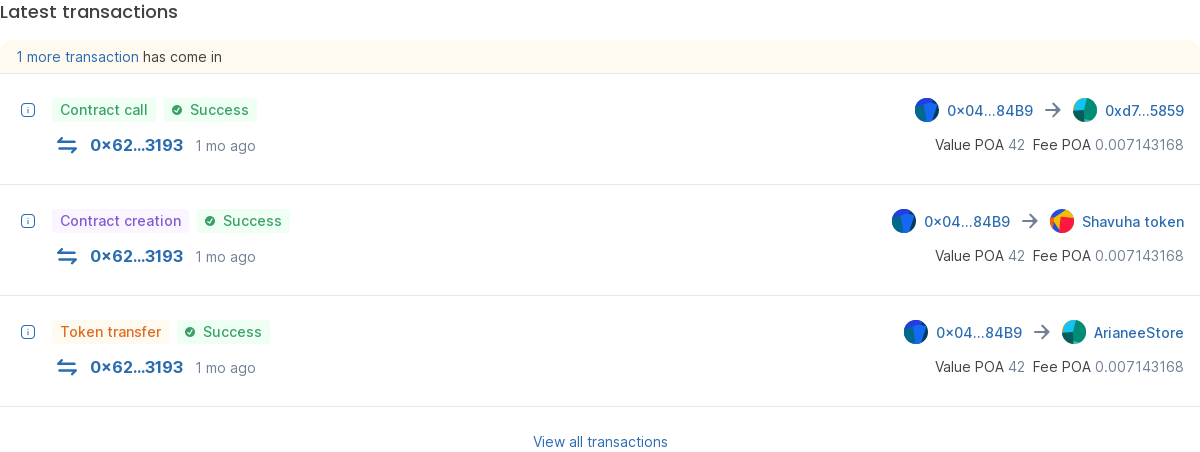 Latest transactions
1 more transaction has come in
Contract call Success 0x04...84B9 → 0xd7...5859
0x62...3193 1 mo ago Value POA 42 Fee POA 0.007143168
Contract creation Success 0x04...84B9 → Shavuha token
0x62...3193 1 mo ago Value POA 42 Fee POA 0.007143168
Token transfer Success 0x04...84B9 → ArianeeStore
0x62...3193 1 mo ago Value POA 42 Fee POA 0.007143168
View all transactions